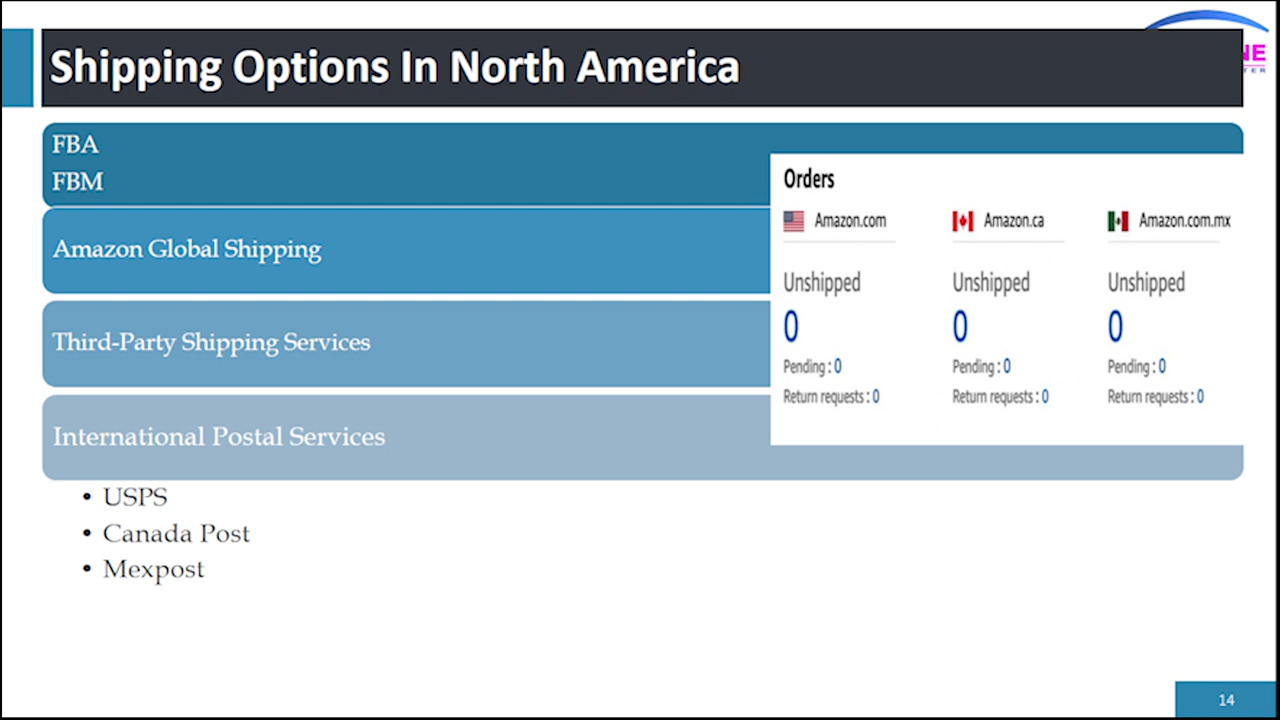 Shipping Options In North America
FBA
FBM
Amazon Global Shipping
Third-Party Shipping Services
International Postal Services
• USPS
• Canada Post
• Mexpost
Orders
Amazon.com Amazon.ca Amazon.com.mx
Unshipped Unshipped Unshipped
0 0 0
Pending : 0 Pending : 0 Pending : 0
Return requests : 0 Return requests : 0 Return requests : 0
14